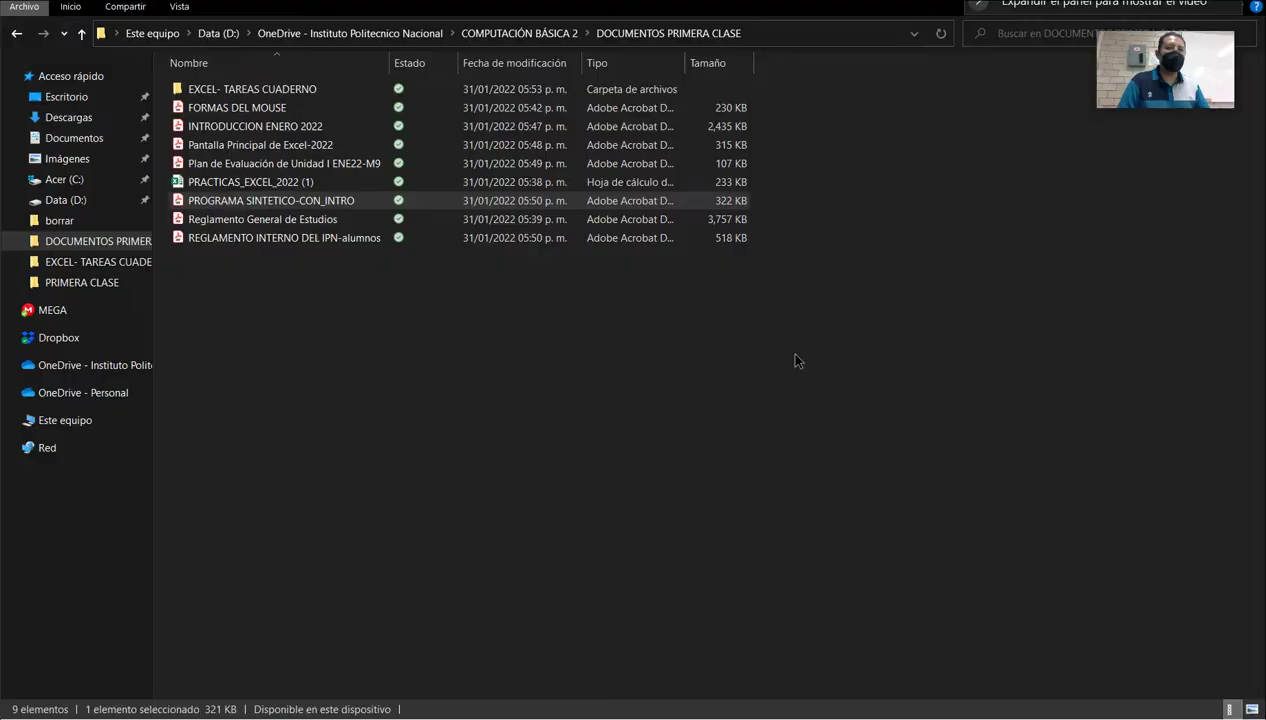 Archivo Inicio Compartir Vista
Expandir el panel para mostrar el video
Este equipo > Data (D:) > OneDrive - Instituto Politecnico Nacional > COMPUTACIÓN BÁSICA 2 > DOCUMENTOS PRIMERA CLASE
Buscar en DOCUMENTOS
Nombre Estado Fecha de modificación Tipo Tamaño
Acceso rápido
Escritorio
Descargas
Documentos
Imágenes
Acer (C:)
Data (D:)
borrar
DOCUMENTOS PRIMER
EXCEL- TAREAS CUADE
PRIMERA CLASE
MEGA
Dropbox
OneDrive - Instituto Polit
OneDrive - Personal
Este equipo
Red
EXCEL- TAREAS CUADERNO 31/01/2022 05:53 p. m. Carpeta de archivos
FORMAS DEL MOUSE 31/01/2022 05:42 p. m. Adobe Acrobat D... 230 KB
INTRODUCCION ENERO 2022 31/01/2022 05:47 p. m. Adobe Acrobat D... 2,435 KB
Pantalla Principal de Excel-2022 31/01/2022 05:48 p. m. Adobe Acrobat D... 315 KB
Plan de Evaluación de Unidad I ENE22-M9 31/01/2022 05:49 p. m. Adobe Acrobat D... 107 KB
PRACTICAS_EXCEL_2022 (1) 31/01/2022 05:38 p. m. Hoja de cálculo d... 233 KB
PROGRAMA SINTETICO-CON_INTRO 31/01/2022 05:50 p. m. Adobe Acrobat D... 322 KB
Reglamento General de Estudios 31/01/2022 05:39 p. m. Adobe Acrobat D... 3,757 KB
REGLAMENTO INTERNO DEL IPN-alumnos 31/01/2022 05:50 p. m. Adobe Acrobat D... 518 KB
9 elementos | 1 elemento seleccionado 321 KB | Disponible en este dispositivo |